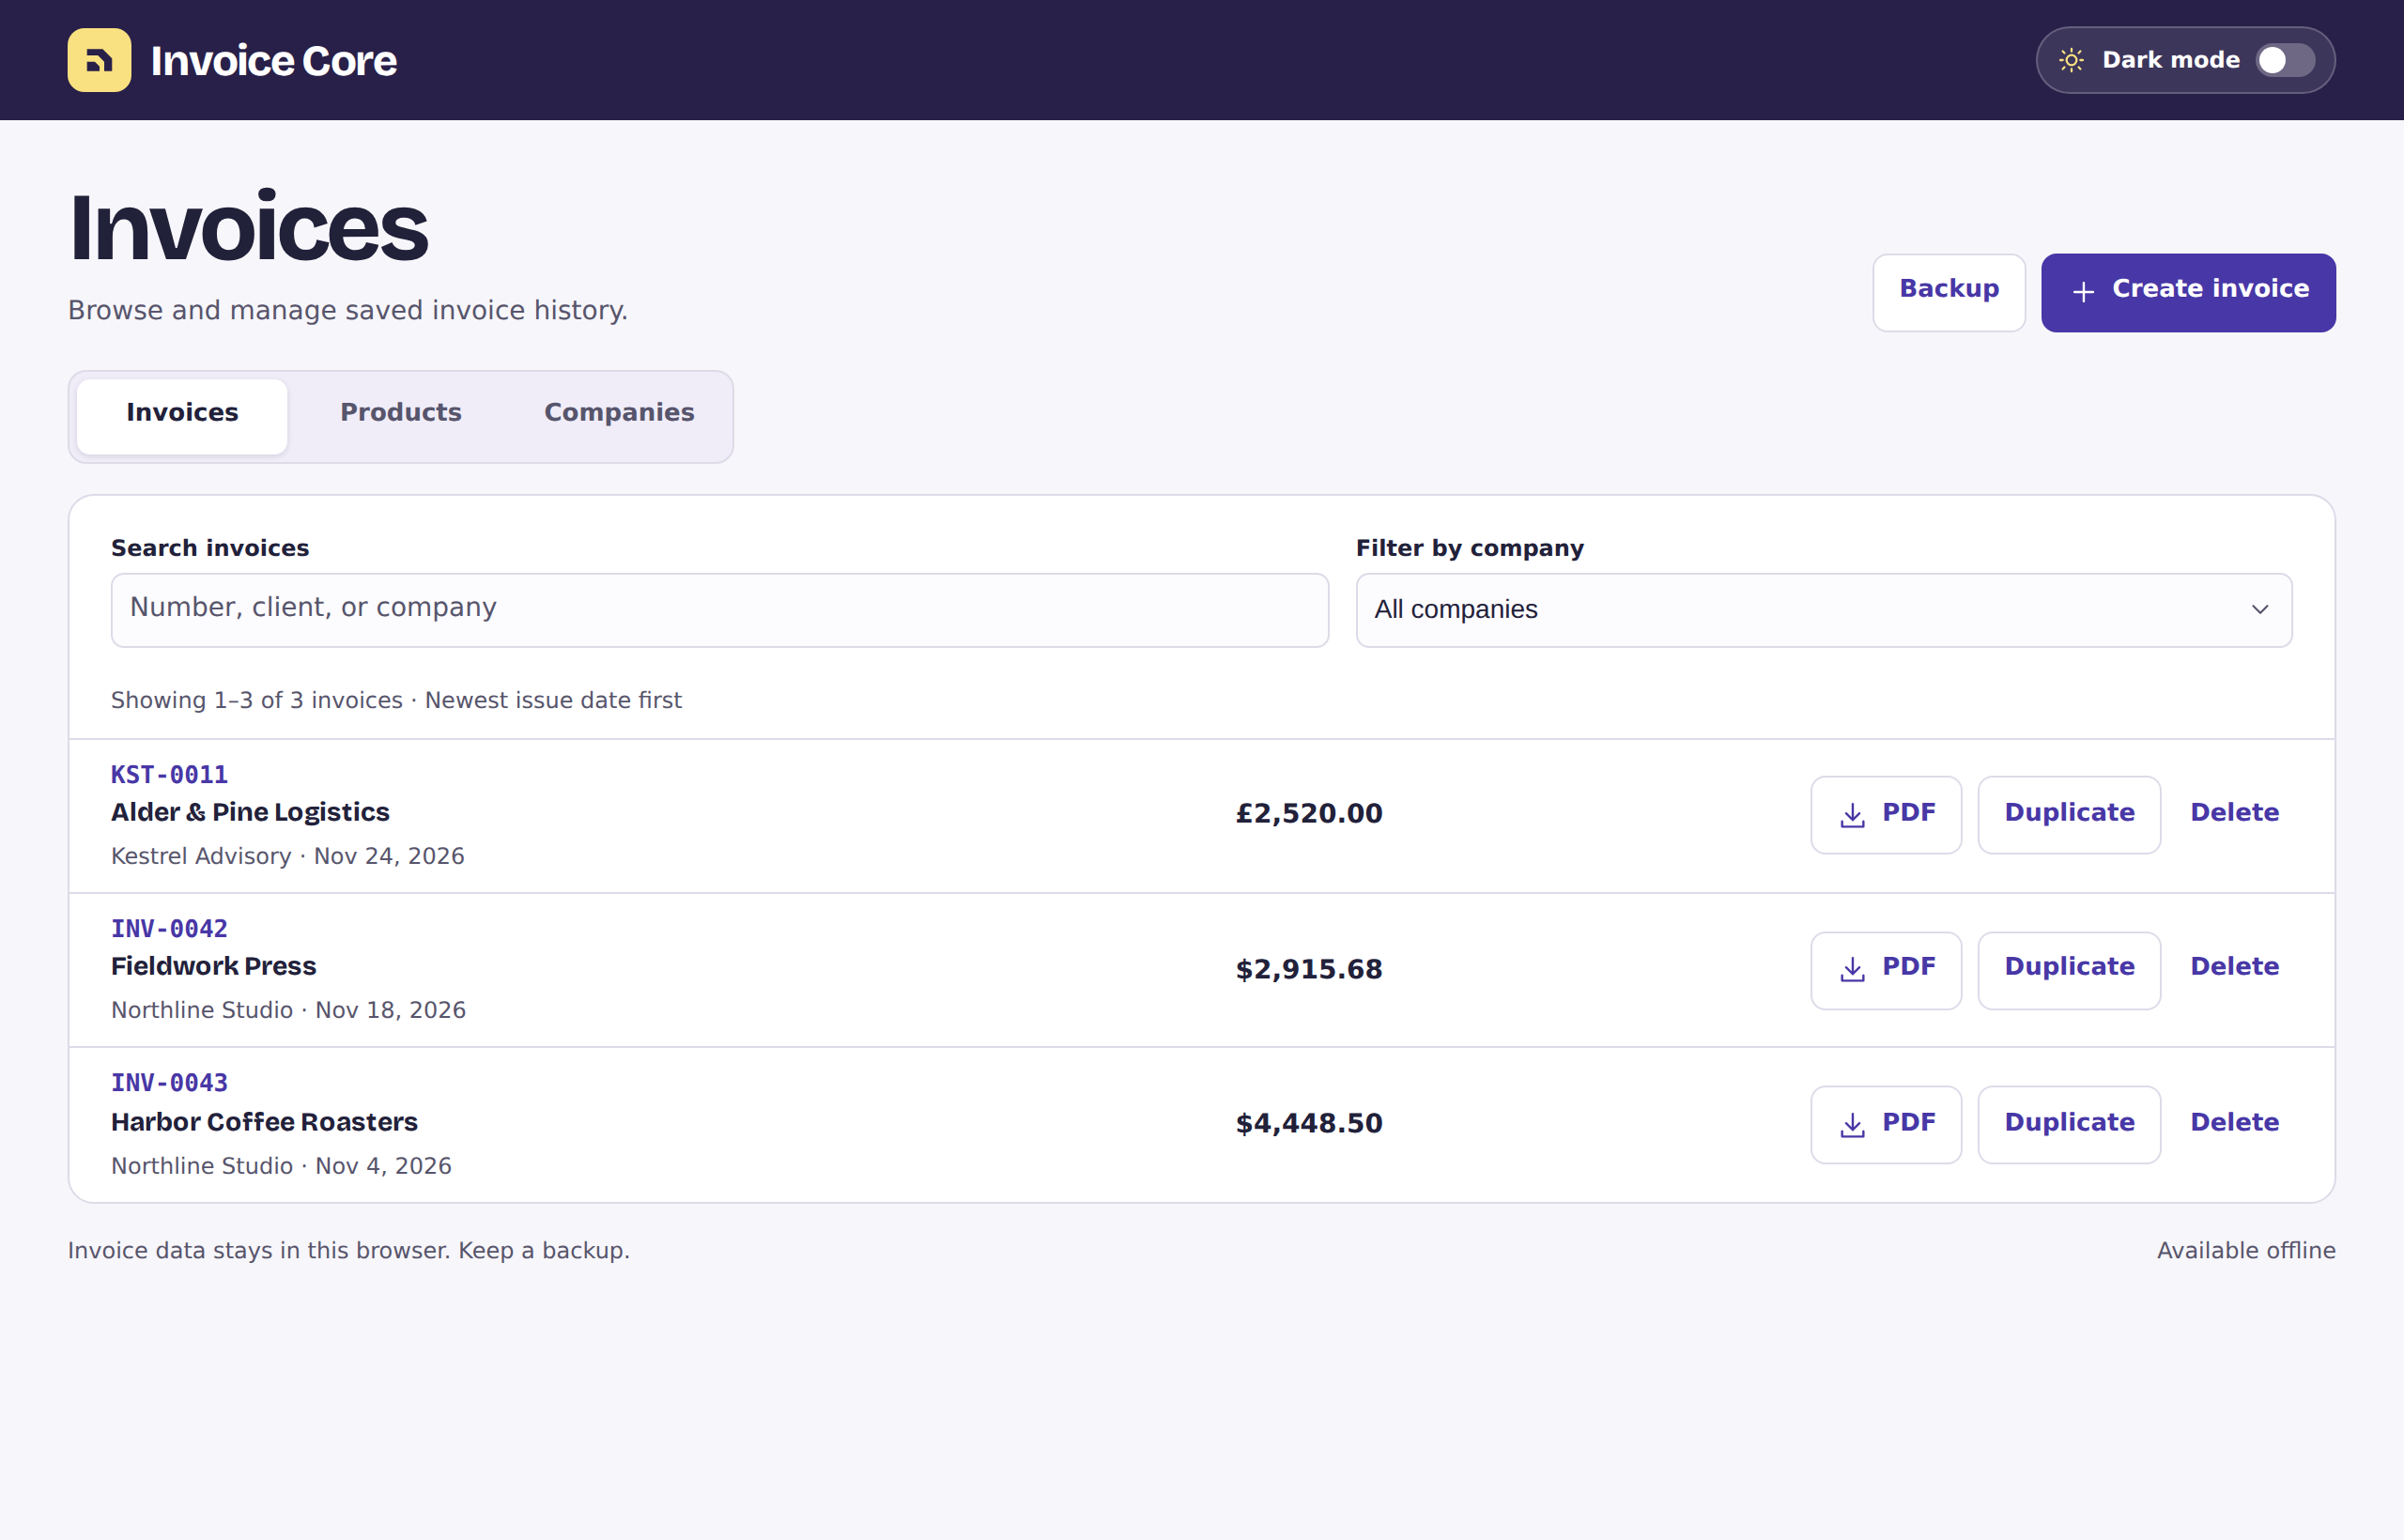 Invoice Core
Dark mode
Invoices
Browse and manage saved invoice history.
Backup
Create invoice
Invoices
Products
Companies
Search invoices
Filter by company
Number, client, or company
All companies
Showing 1–3 of 3 invoices · Newest issue date first
KST-0011
Alder & Pine Logistics
Kestrel Advisory · Nov 24, 2026
£2,520.00
PDF
Duplicate
Delete
INV-0042
Fieldwork Press
Northline Studio · Nov 18, 2026
$2,915.68
PDF
Duplicate
Delete
INV-0043
Harbor Coffee Roasters
Northline Studio · Nov 4, 2026
$4,448.50
PDF
Duplicate
Delete
Invoice data stays in this browser. Keep a backup.
Available offline